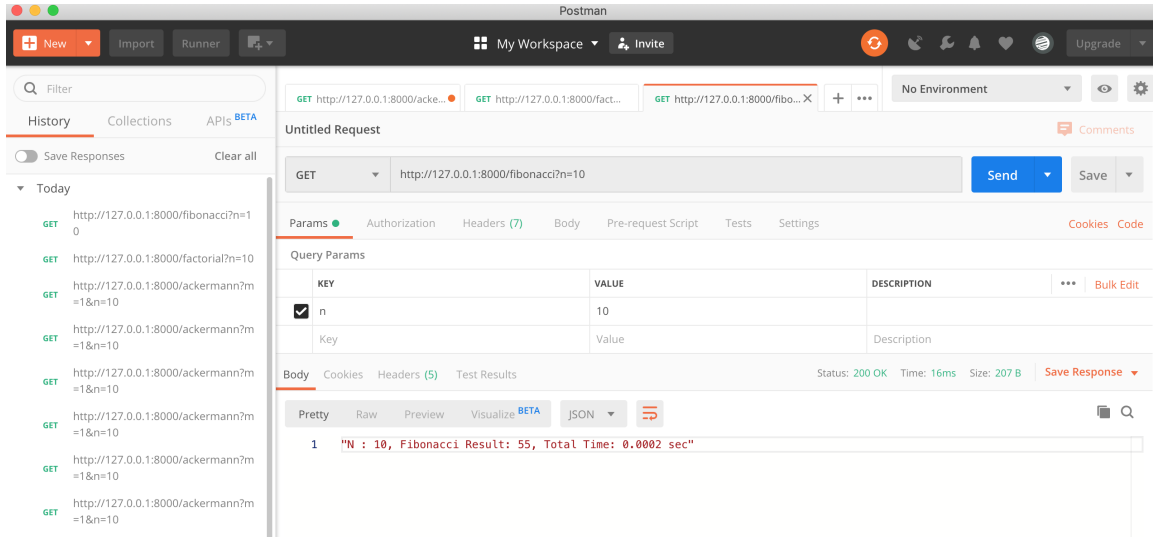 Postman
New
Import
Runner
My Workspace
Invite
Upgrade
Filter
History Collections APIs BETA
Save Responses Clear all
Today
GET http://127.0.0.1:8000/fibonacci?n=1
0
GET http://127.0.0.1:8000/factorial?n=10
GET http://127.0.0.1:8000/ackermann?m
=1&n=10
GET http://127.0.0.1:8000/ackermann?m
=1&n=10
GET http://127.0.0.1:8000/ackermann?m
=1&n=10
GET http://127.0.0.1:8000/ackermann?m
=1&n=10
GET http://127.0.0.1:8000/ackermann?m
=1&n=10
GET http://127.0.0.1:8000/ackermann?m
=1&n=10
GET http://127.0.0.1:8000/acke...
GET http://127.0.0.1:8000/fact...
GET http://127.0.0.1:8000/fibo...
No Environment
Untitled Request
Comments
GET http://127.0.0.1:8000/fibonacci?n=10
Send
Save
Params Authorization Headers (7) Body Pre-request Script Tests Settings Cookies Code
Query Params
KEY VALUE DESCRIPTION Bulk Edit
n 10
Key Value Description
Body Cookies Headers (5) Test Results Status: 200 OK Time: 16ms Size: 207 B Save Response
Pretty Raw Preview Visualize BETA JSON
1 "N : 10, Fibonacci Result: 55, Total Time: 0.0002 sec"